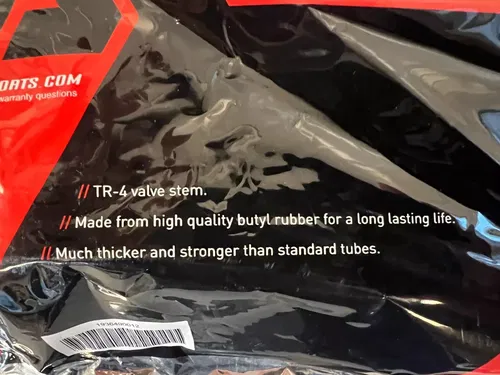 ORTS.COM
warranty questions
// TR-4 valve stem.
// Made from high quality butyl rubber for a long lasting life.
// Much thicker and stronger than standard tubes.